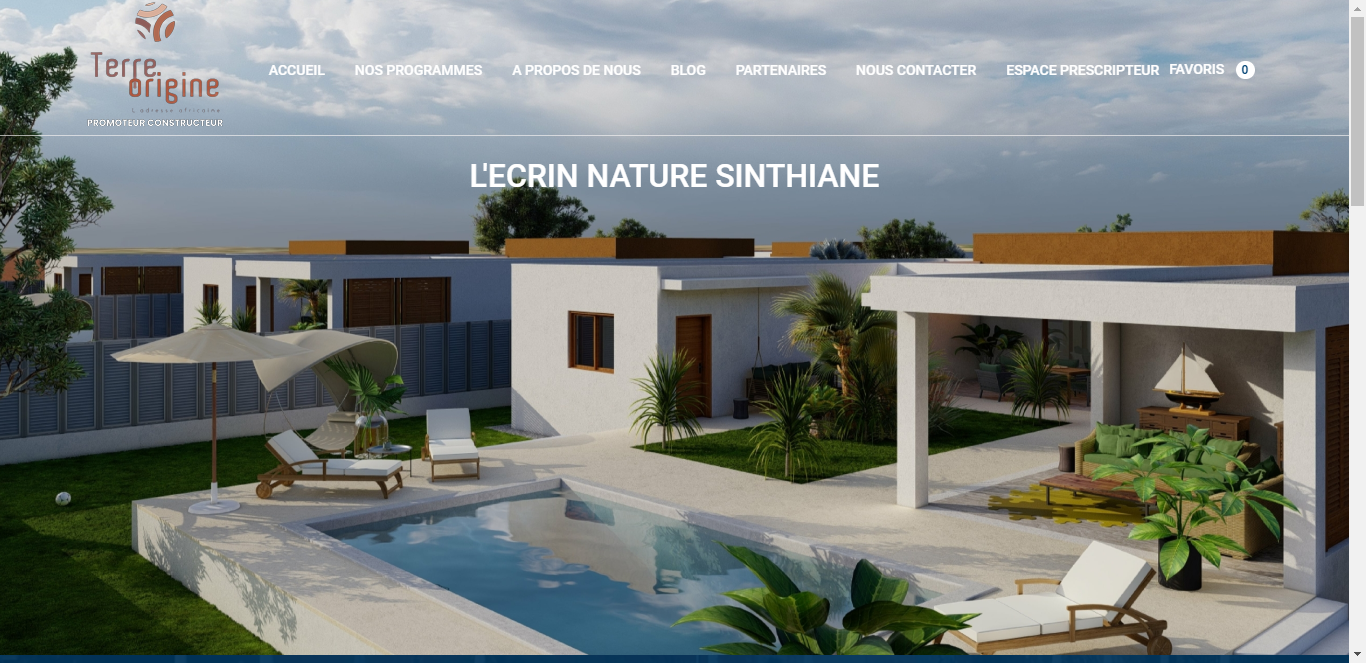 Terre
origine
L'adresse africaine
PROMOTEUR CONSTRUCTEUR
ACCUEIL NOS PROGRAMMES A PROPOS DE NOUS BLOG PARTENAIRES NOUS CONTACTER ESPACE PRESCRIPTEUR FAVORIS 0
L'ECRIN NATURE SINTHIANE